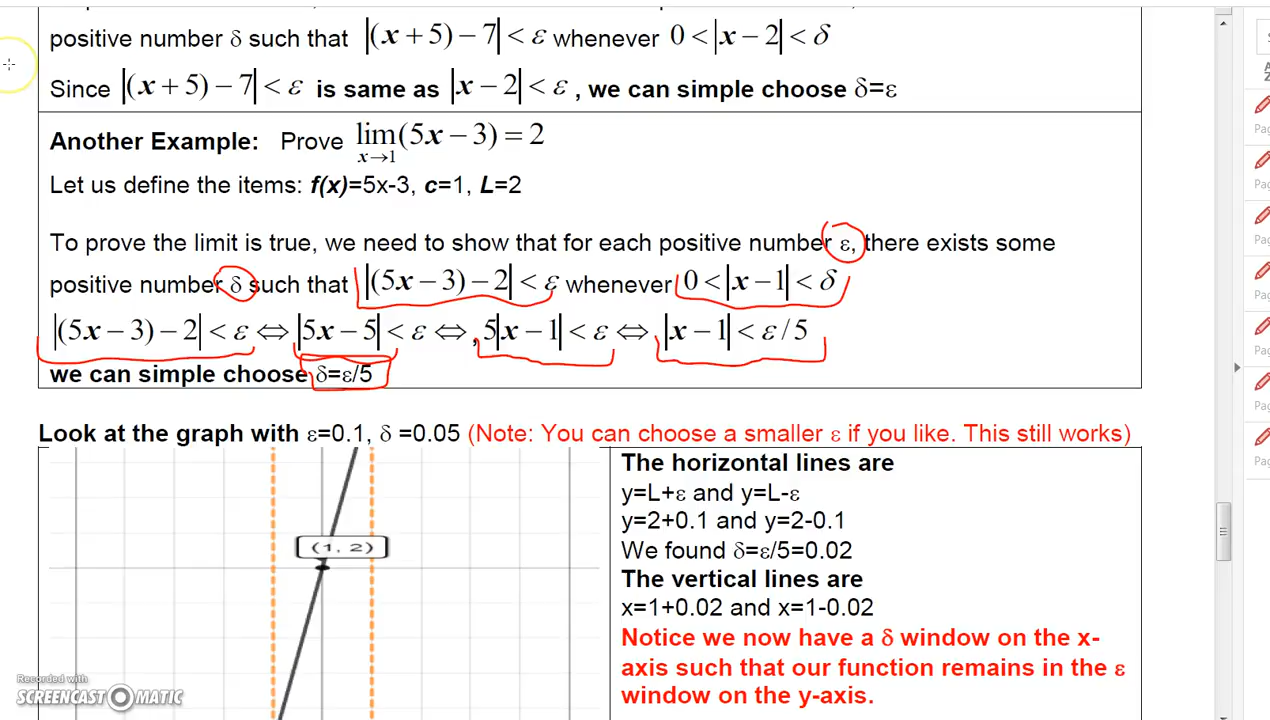 positive number δ such that |(x+5)−7|<ε whenever 0<|x−2|<δ
Since |(x+5)−7|<ε is same as |x−2|<ε, we can simple choose δ=ε
Another Example: Prove lim x→1 (5x−3)=2
Let us define the items: f(x)=5x-3, c=1, L=2
To prove the limit is true, we need to show that for each positive number ε, there exists some
positive number δ such that |(5x−3)−2|<ε whenever 0<|x−1|<δ
|(5x−3)−2|<ε⇔|5x−5|<ε⇔, 5|x−1|<ε⇔|x−1|<ε/5
we can simple choose δ=ε/5
Look at the graph with ε=0.1, δ =0.05 (Note: You can choose a smaller ε if you like. This still works)
(1, 2)
The horizontal lines are
y=L+ε and y=L-ε
y=2+0.1 and y=2-0.1
We found δ=ε/5=0.02
The vertical lines are
x=1+0.02 and x=1-0.02
Notice we now have a δ window on the x-
axis such that our function remains in the ε
window on the y-axis.
Recorded with
SCREENCAST MATIC
Pag
Pag
Pag
Pag
Pag
Pag
Pag